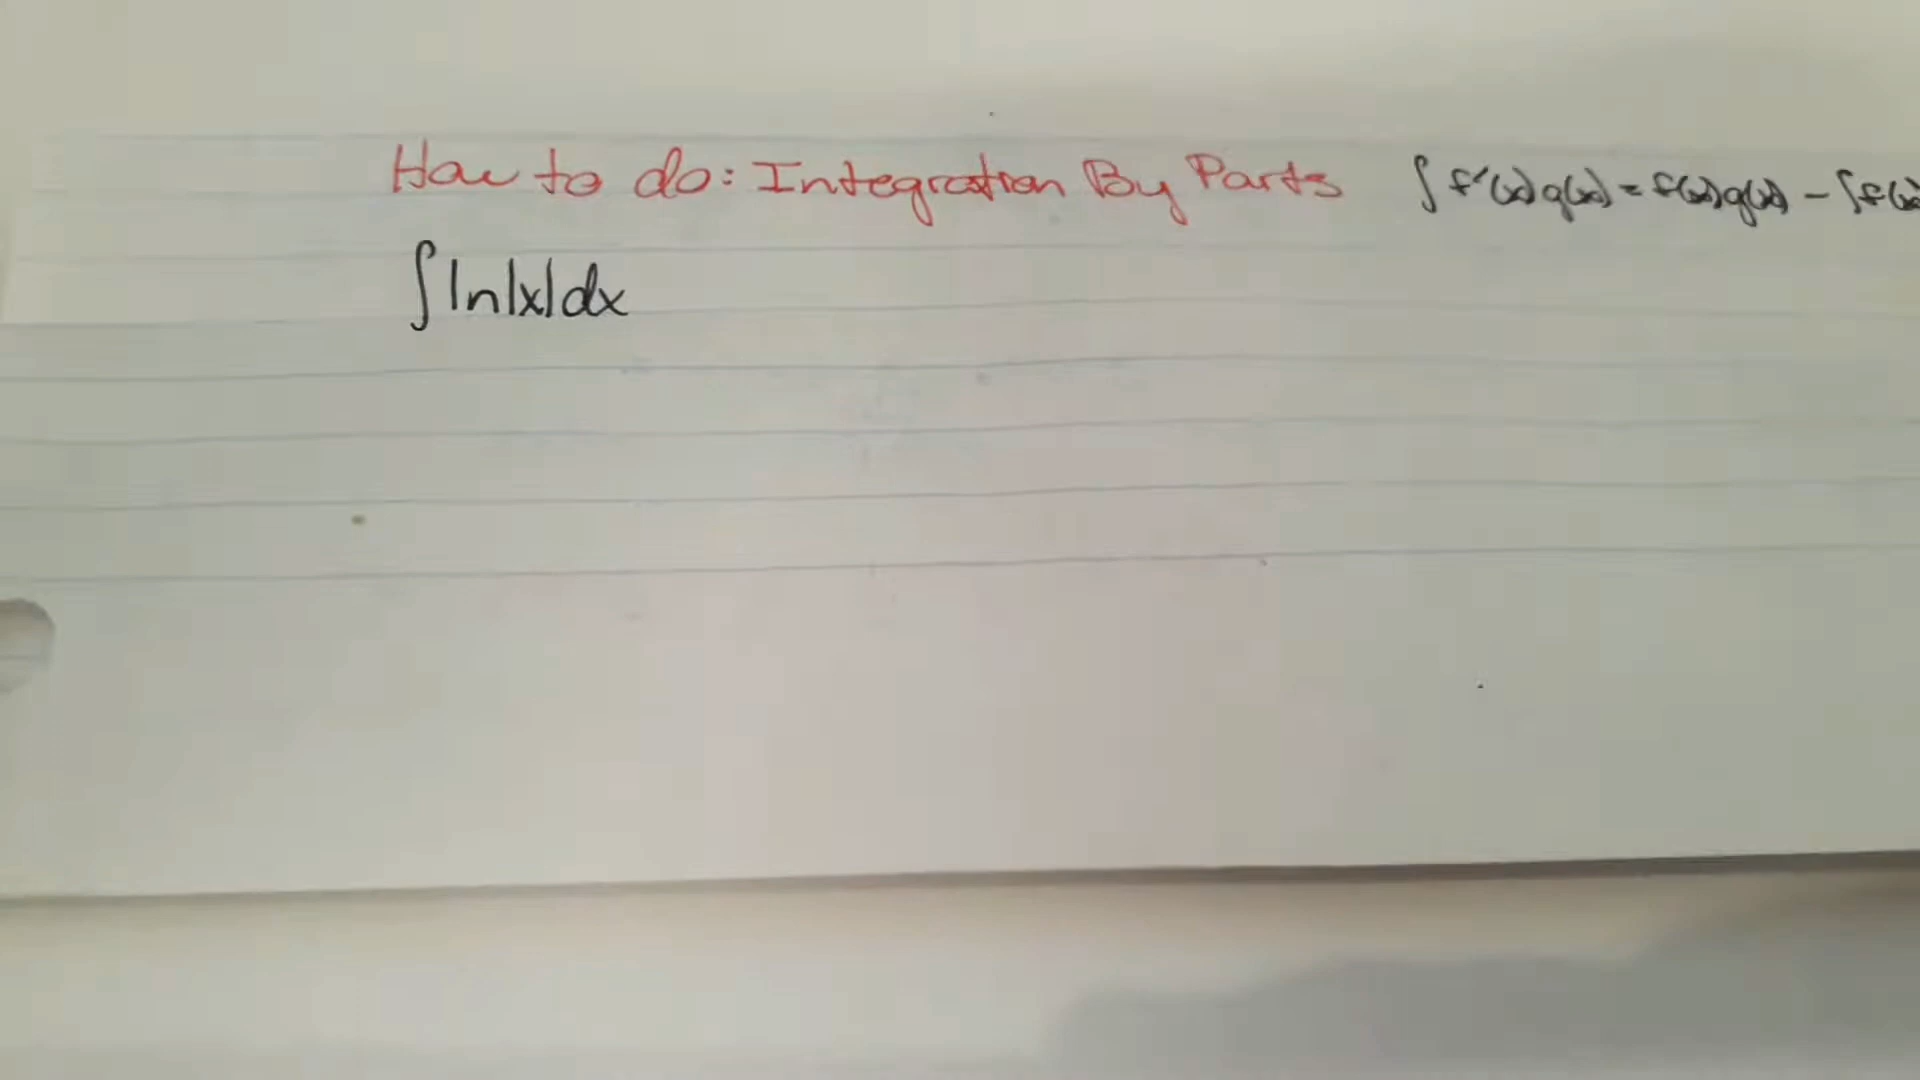 How to do: Integration By Parts ∫f'(x)g(x) = f(x)g(x) - ∫f(x)
∫ln|x|dx